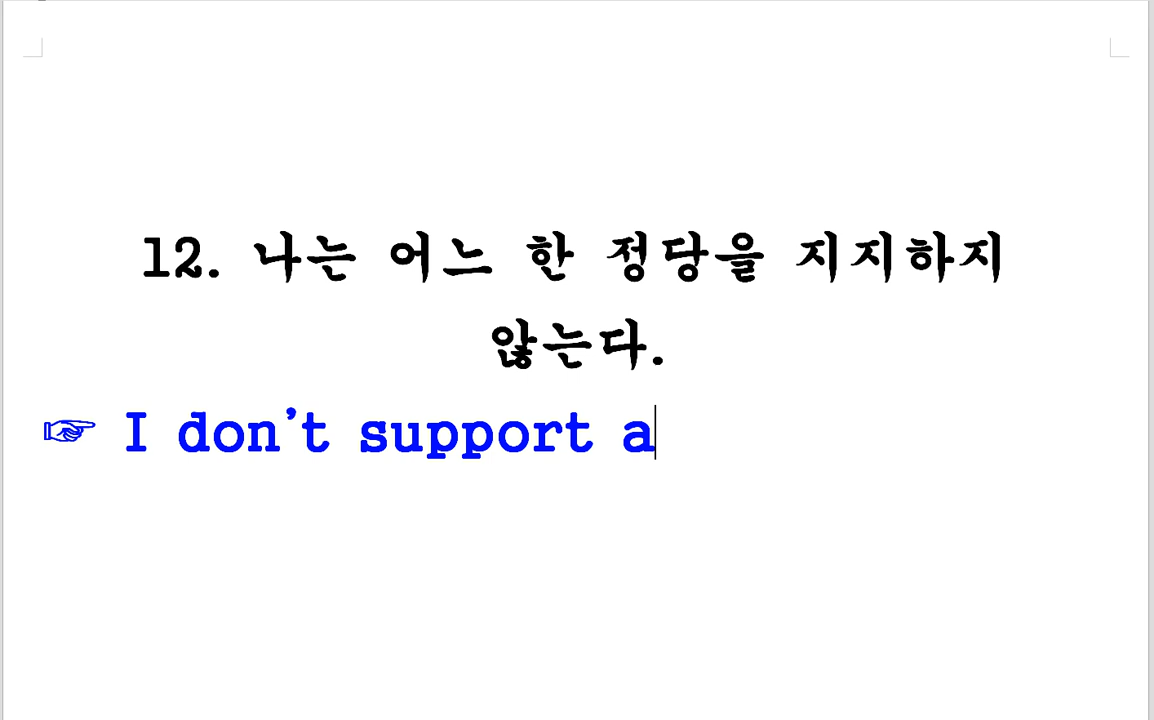 12. 나는 어느 한 정당을 지지하지
않는다.
☞ I don't support a